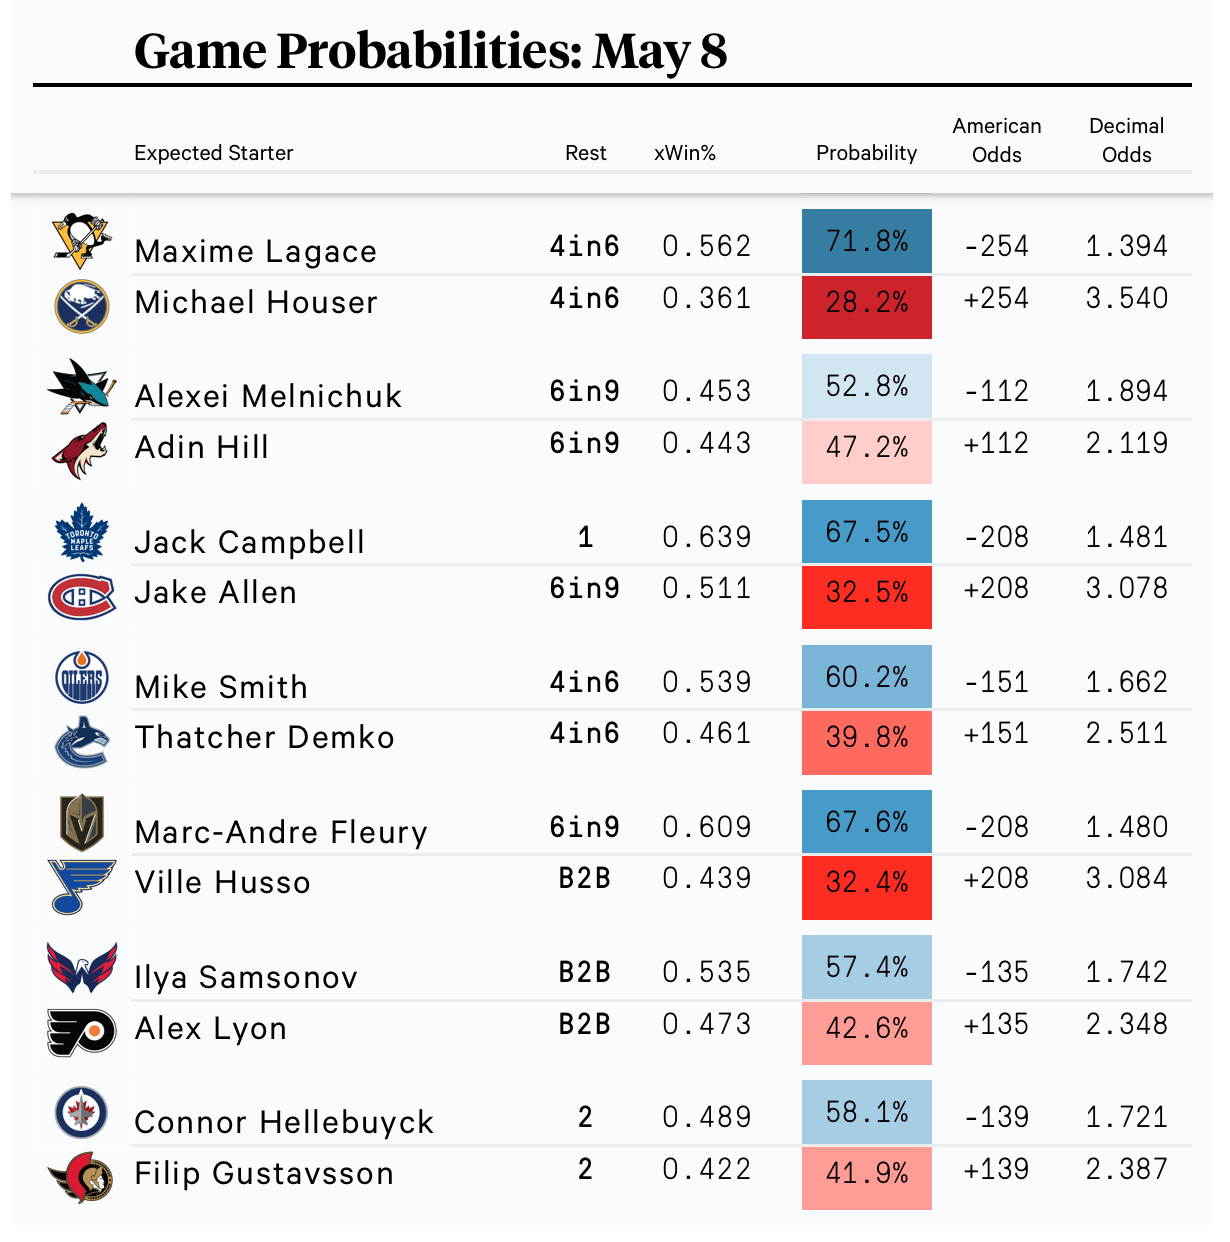 Game Probabilities: May 8
Expected Starter Rest xWin% Probability American Odds Decimal Odds
Maxime Lagace 4in6 0.562 71.8% -254 1.394
Michael Houser 4in6 0.361 28.2% +254 3.540
Alexei Melnichuk 6in9 0.453 52.8% -112 1.894
Adin Hill 6in9 0.443 47.2% +112 2.119
TORONTO
MAPLE
LEAFS
Jack Campbell 1 0.639 67.5% -208 1.481
Jake Allen 6in9 0.511 32.5% +208 3.078
OILERS
Mike Smith 4in6 0.539 60.2% -151 1.662
Thatcher Demko 4in6 0.461 39.8% +151 2.511
Marc-Andre Fleury 6in9 0.609 67.6% -208 1.480
Ville Husso B2B 0.439 32.4% +208 3.084
Ilya Samsonov B2B 0.535 57.4% -135 1.742
Alex Lyon B2B 0.473 42.6% +135 2.348
Connor Hellebuyck 2 0.489 58.1% -139 1.721
Filip Gustavsson 2 0.422 41.9% +139 2.387